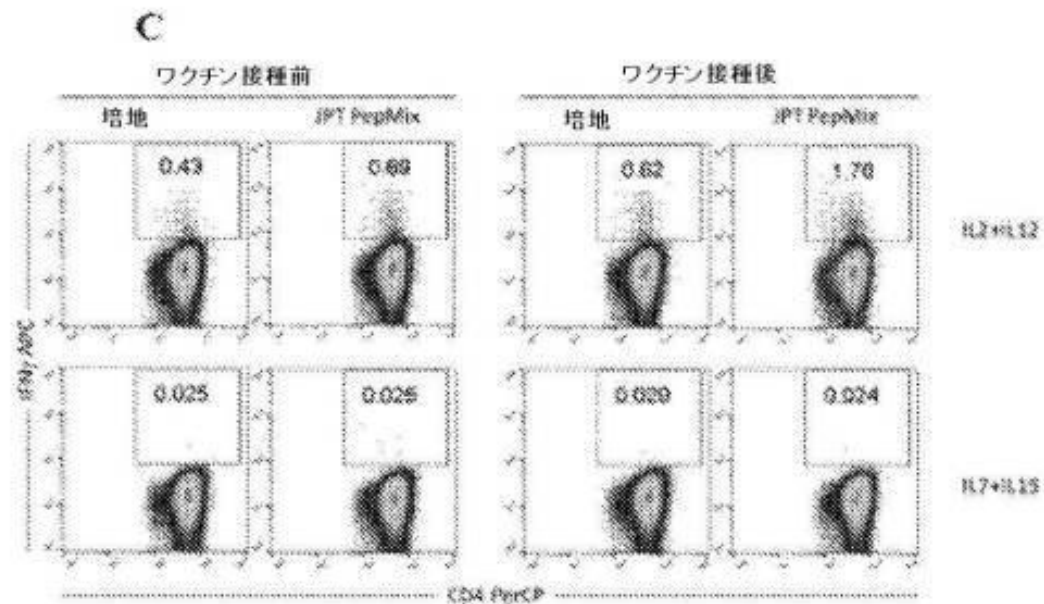 C
ワクチン接種前 ワクチン接種後
培地 JPT PepMix 培地 JPT PepMix
0.43 0.69 0.62 1.76
IL2+IL12
IFNγ APC
0.025 0.026 0.020 0.024
IL7+IL15
CD4 PerCP